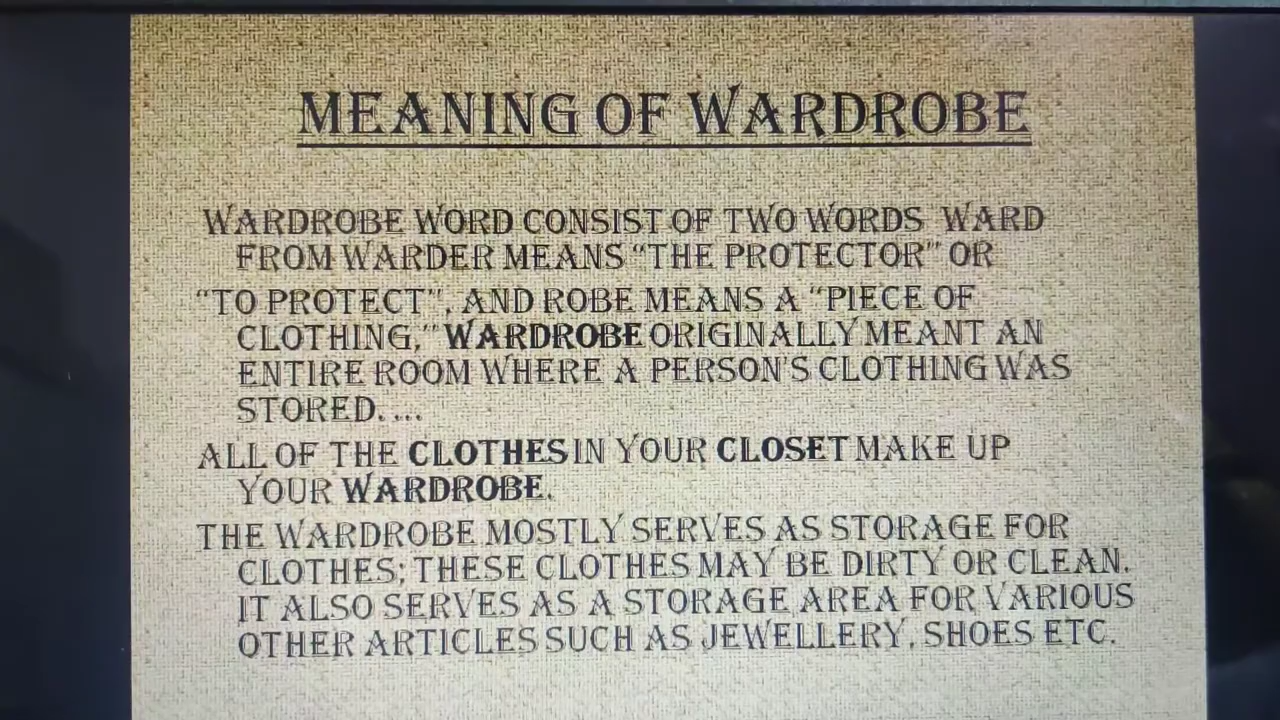 MEANING OF WARDROBE
WARDROBE WORD CONSIST OF TWO WORDS WARD
FROM WARDER MEANS "THE PROTECTOR" OR
"TO PROTECT", AND ROBE MEANS A "PIECE OF
CLOTHING," WARDROBE ORIGINALLY MEANT AN
ENTIRE ROOM WHERE A PERSON'S CLOTHING WAS
STORED. ...
ALL OF THE CLOTHES IN YOUR CLOSET MAKE UP
YOUR WARDROBE.
THE WARDROBE MOSTLY SERVES AS STORAGE FOR
CLOTHES; THESE CLOTHES MAY BE DIRTY OR CLEAN.
IT ALSO SERVES AS A STORAGE AREA FOR VARIOUS
OTHER ARTICLES SUCH AS JEWELLERY, SHOES ETC.